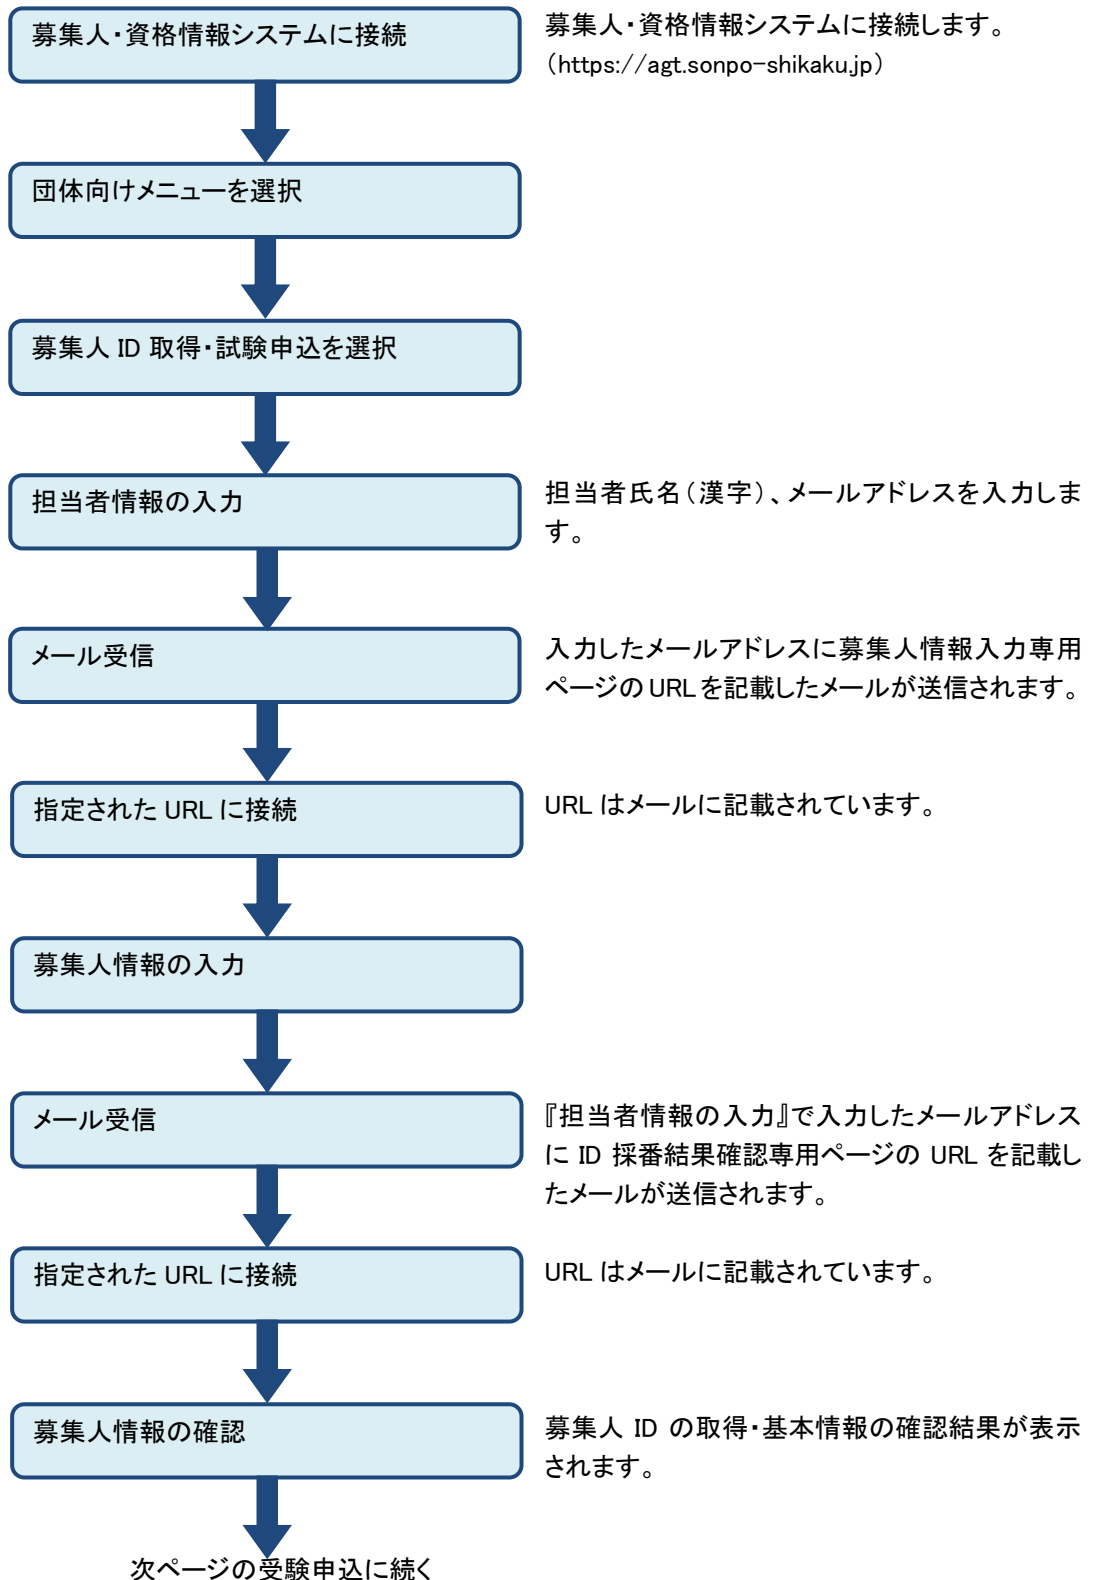 募集人・資格情報システムに接続
募集人・資格情報システムに接続します。
（https://agt.sonpo-shikaku.jp）
団体向けメニューを選択
募集人 ID 取得・試験申込を選択
担当者情報の入力
担当者氏名（漢字）、メールアドレスを入力しま
す。
メール受信
入力したメールアドレスに募集人情報入力専用
ページの URL を記載したメールが送信されます。
指定された URL に接続
URL はメールに記載されています。
募集人情報の入力
メール受信
『担当者情報の入力』で入力したメールアドレス
に ID 採番結果確認専用ページの URL を記載し
たメールが送信されます。
指定された URL に接続
URL はメールに記載されています。
募集人情報の確認
募集人 ID の取得・基本情報の確認結果が表示
されます。
次ページの受験申込に続く